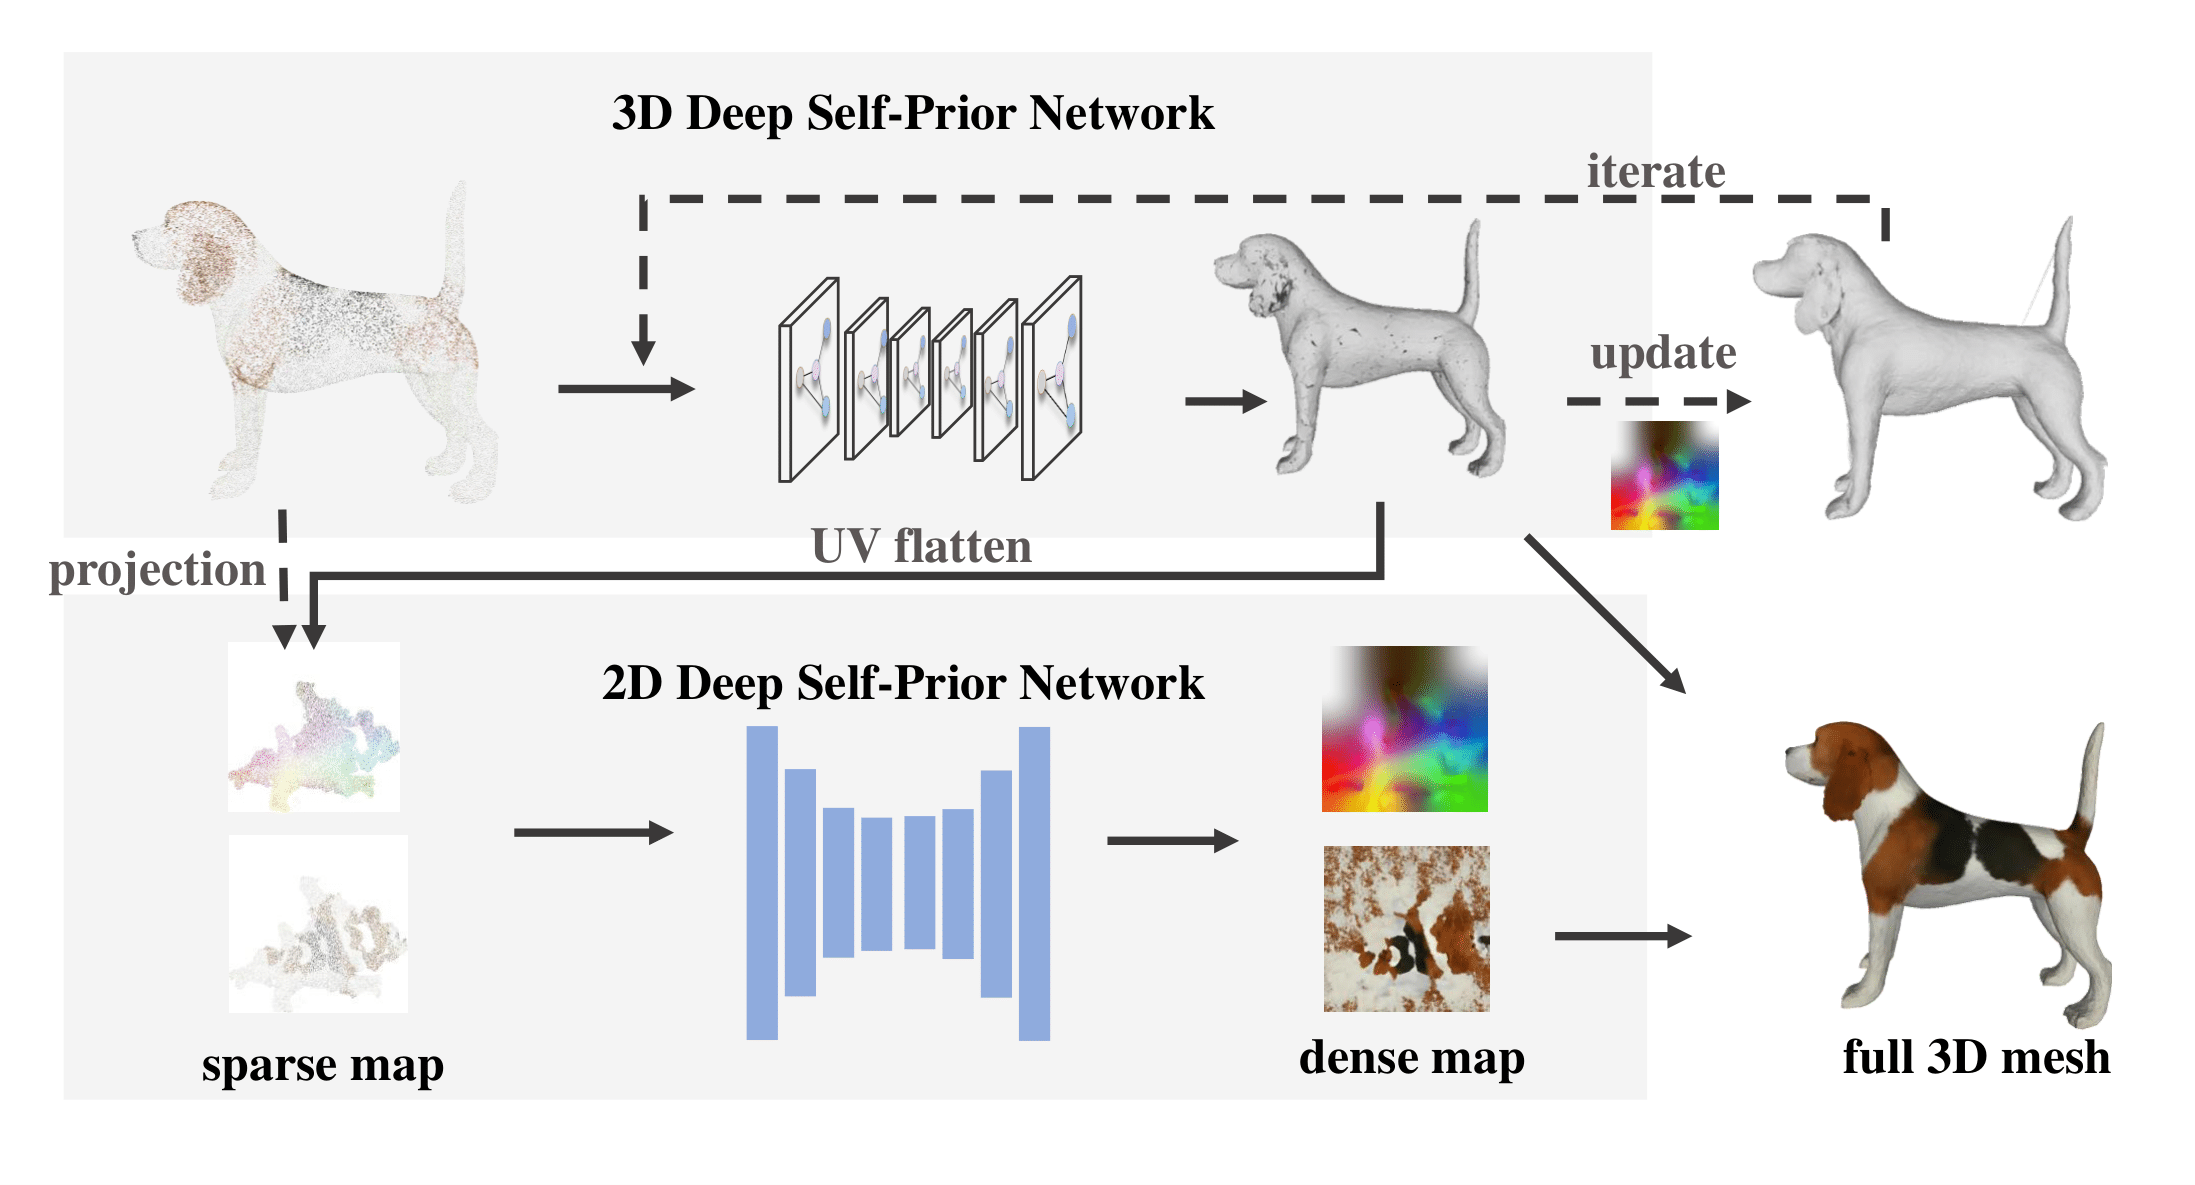 3D Deep Self-Prior Network
iterate
update
UV flatten
projection
2D Deep Self-Prior Network
sparse map
dense map
full 3D mesh